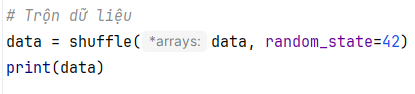 # Trộn dữ liệu
data = shuffle( *arrays: data, random_state=42)
print(data)